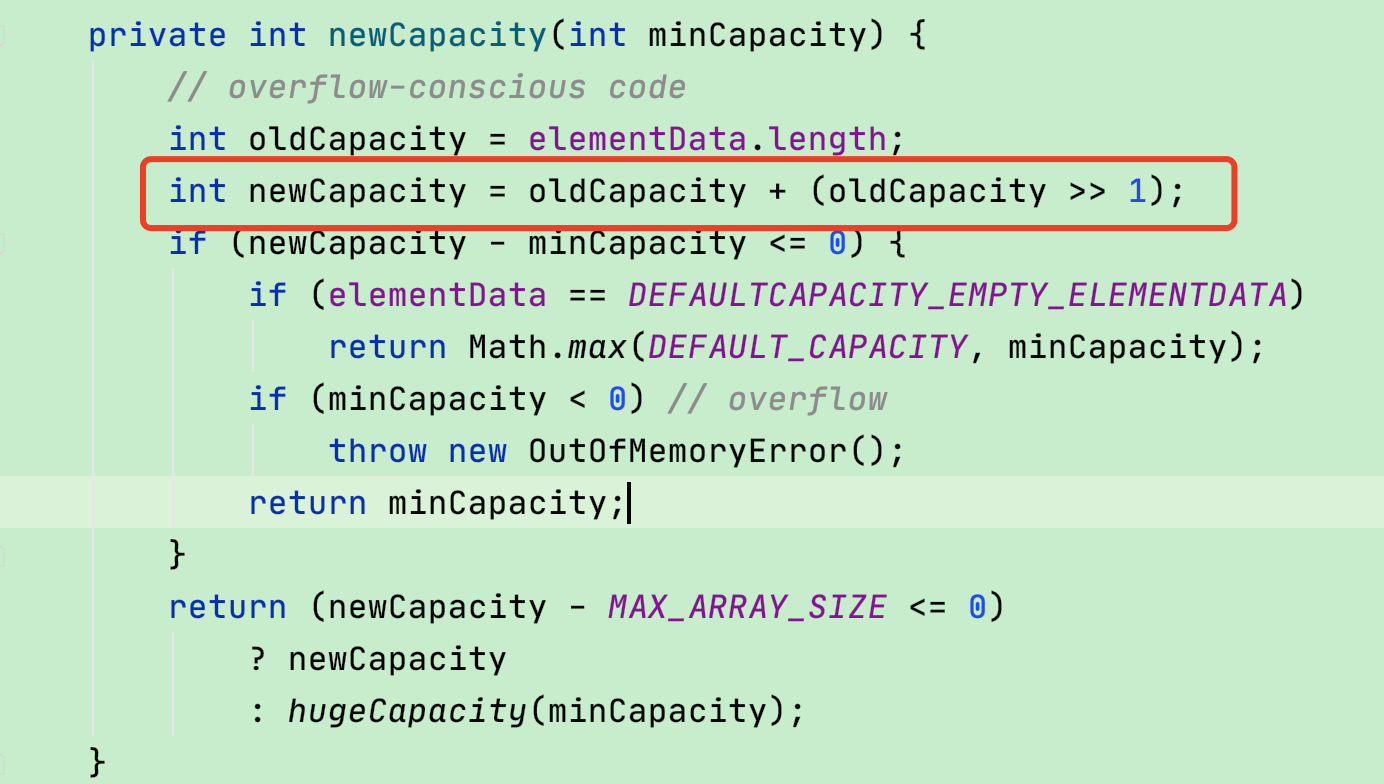 private int newCapacity(int minCapacity) {
// overflow-conscious code
int oldCapacity = elementData.length;
int newCapacity = oldCapacity + (oldCapacity >> 1);
if (newCapacity - minCapacity <= 0) {
if (elementData == DEFAULTCAPACITY_EMPTY_ELEMENTDATA)
return Math.max(DEFAULT_CAPACITY, minCapacity);
if (minCapacity < 0) // overflow
throw new OutOfMemoryError();
return minCapacity;
}
return (newCapacity - MAX_ARRAY_SIZE <= 0)
? newCapacity
: hugeCapacity(minCapacity);
}